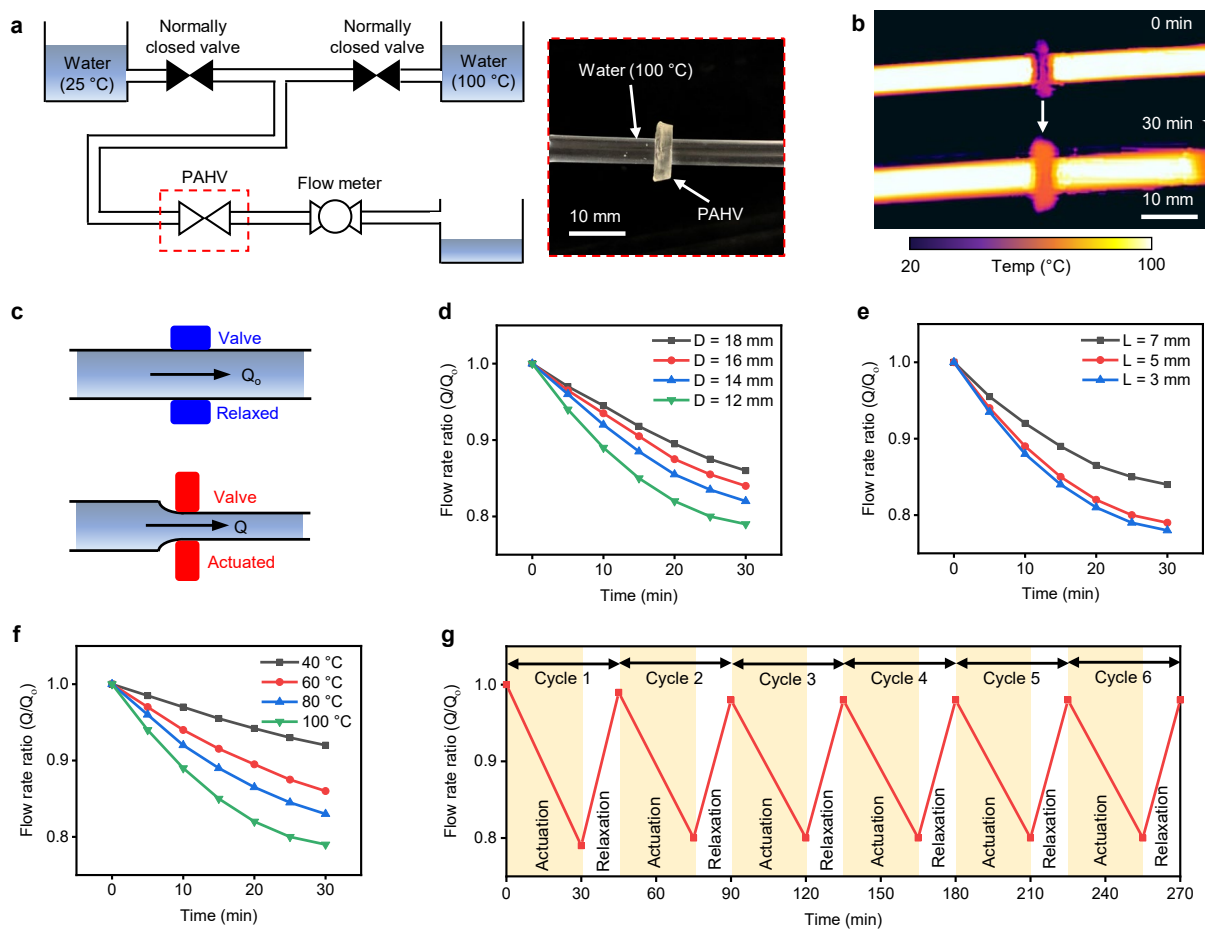 a
Normally
closed valve
Normally
closed valve
Water
(25 °C)
Water
(100 °C)
PAHV
Flow meter
Water (100 °C)
PAHV
10 mm
b
0 min
30 min
10 mm
20
Temp (°C)
100
c
Valve
Qo
Relaxed
Valve
Q
Actuated
d
Flow rate ratio (Q/Qo)
1.0
0.9
0.8
D = 18 mm
D = 16 mm
D = 14 mm
D = 12 mm
0 10 20 30
Time (min)
e
Flow rate ratio (Q/Qo)
1.0
0.9
0.8
L = 7 mm
L = 5 mm
L = 3 mm
0 10 20 30
Time (min)
f
Flow rate ratio (Q/Qo)
1.0
0.9
0.8
40 °C
60 °C
80 °C
100 °C
0 10 20 30
Time (min)
g
Flow rate ratio (Q/Qo)
1.0
0.9
0.8
Cycle 1 Cycle 2 Cycle 3 Cycle 4 Cycle 5 Cycle 6
Actuation Relaxation Actuation Relaxation Actuation Relaxation Actuation Relaxation Actuation Relaxation Actuation Relaxation
0 30 60 90 120 150 180 210 240 270
Time (min)